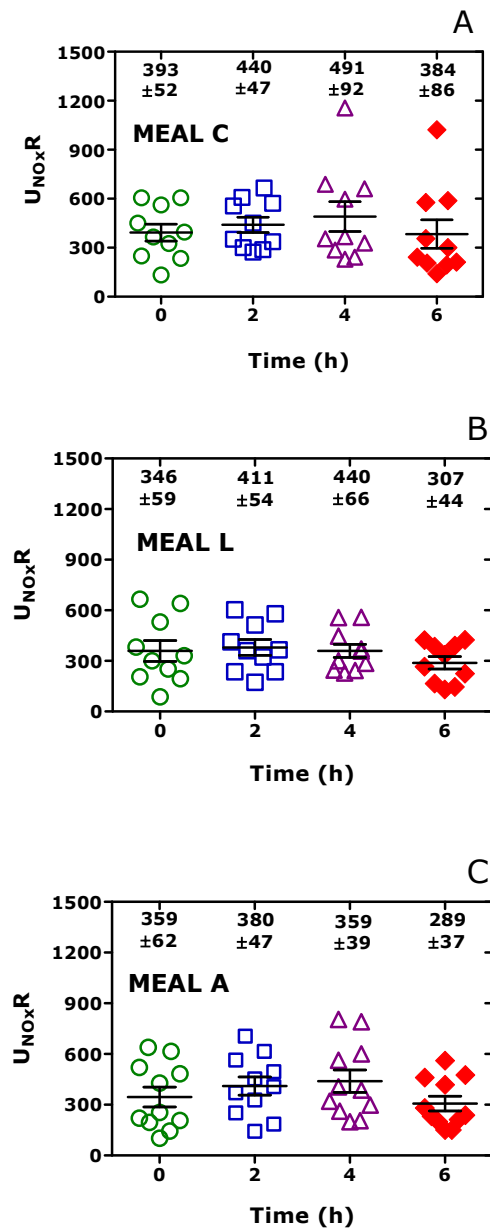 A
1500
393 440 491 384
±52 ±47 ±92 ±86
1200
MEAL C
900
UNOxR
600
300
0
0 2 4 6
Time (h)
B
1500
346 411 440 307
±59 ±54 ±66 ±44
1200
MEAL L
900
UNOxR
600
300
0
0 2 4 6
Time (h)
C
1500
359 380 359 289
±62 ±47 ±39 ±37
1200
MEAL A
900
UNOxR
600
300
0
0 2 4 6
Time (h)